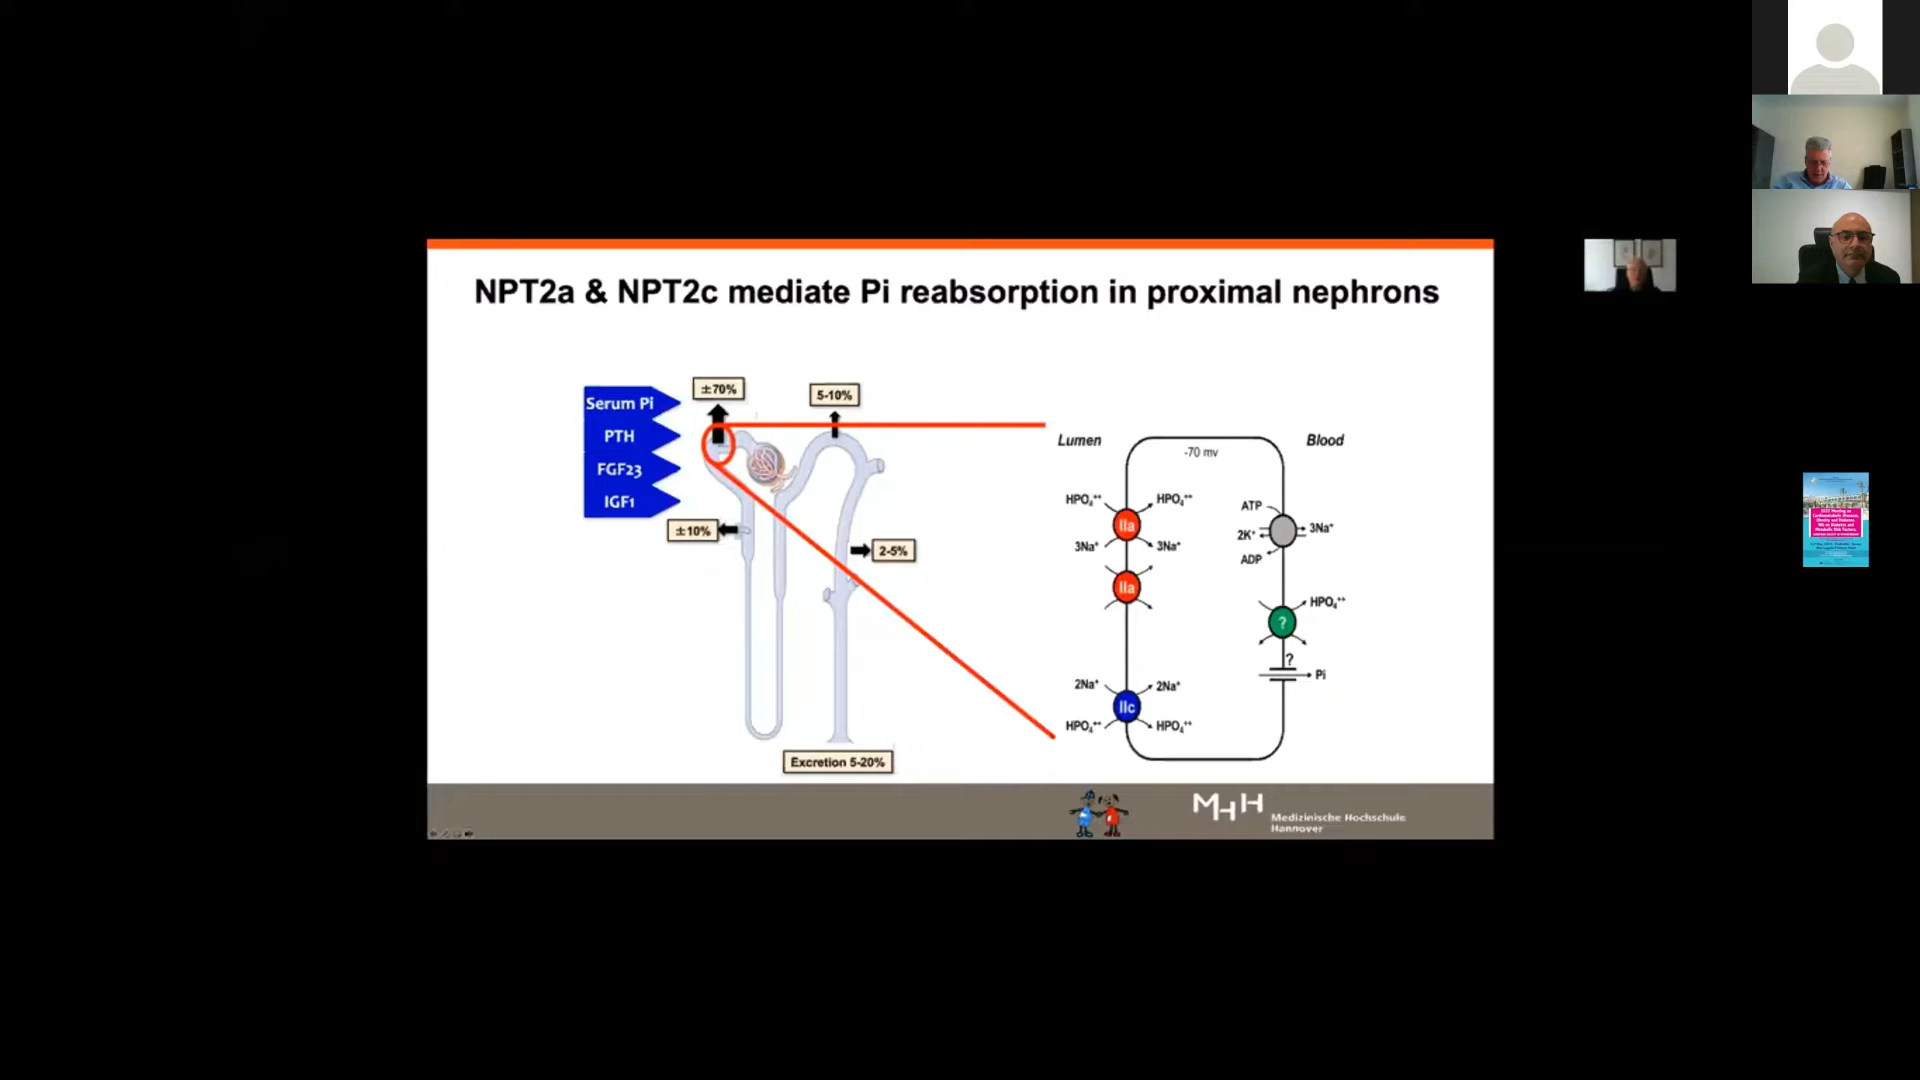 NPT2a & NPT2c mediate Pi reabsorption in proximal nephrons
Serum Pi
PTH
FGF23
IGF1
±70%
5-10%
±10%
2-5%
Excretion 5-20%
Lumen
Blood
-70 mv
HPO₄⁺⁺
HPO₄⁺⁺
IIa
3Na⁺
3Na⁺
IIa
2Na⁺
2Na⁺
IIc
HPO₄⁺⁺
HPO₄⁺⁺
ATP
2K⁺
3Na⁺
ADP
HPO₄⁺⁺
?
?
Pi
MHH
Medizinische Hochschule
Hannover